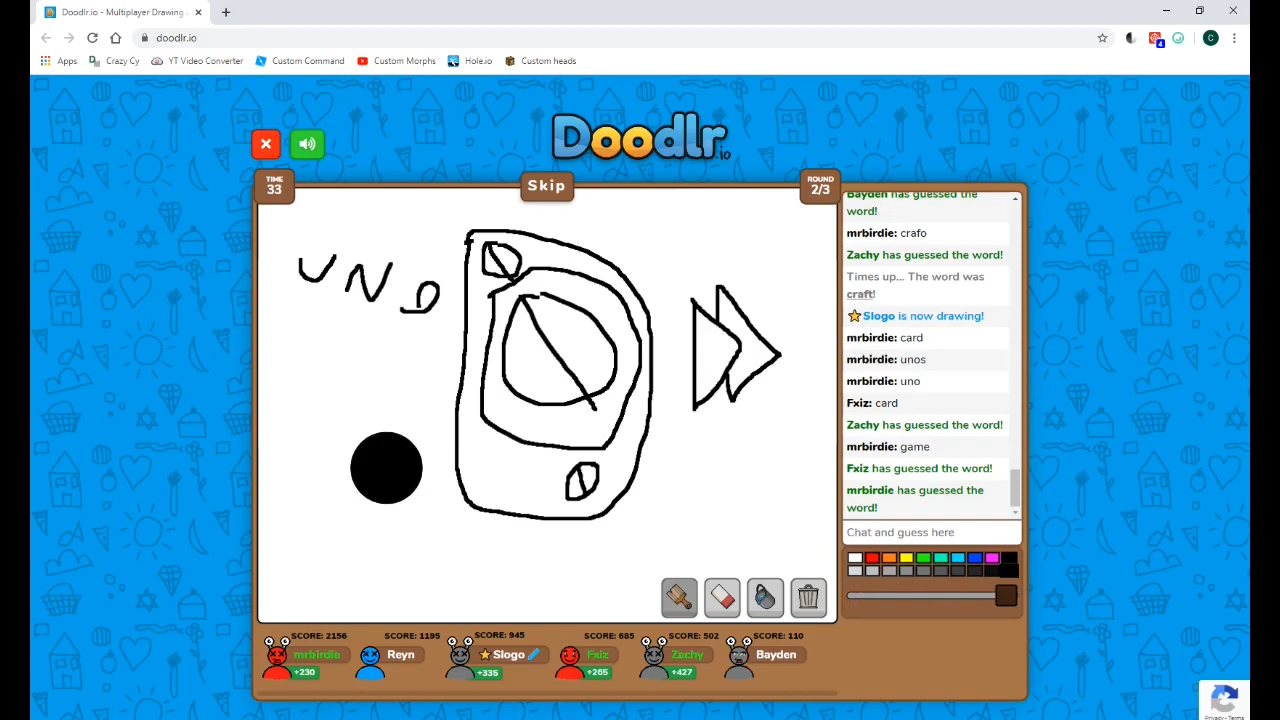 Doodlr.io - Multiplayer Drawing
doodlr.io
4
C
Apps
Crazy Cy
YT Video Converter
Custom Command
Custom Morphs
Hole.io
Custom heads
Doodlr.io
TIME
33
Skip
ROUND
2/3
UNO
Bayden has guessed the
word!
mrbirdie: crafo
Zachy has guessed the word!
Times up... The word was
craft!
Slogo is now drawing!
mrbirdie: card
mrbirdie: unos
mrbirdie: uno
Fxiz: card
Zachy has guessed the word!
mrbirdie: game
Fxiz has guessed the word!
mrbirdie has guessed the
word!
Chat and guess here
SCORE: 2156
mrbirdie
+230
SCORE: 1195
Reyn
SCORE: 945
Slogo
+335
SCORE: 685
Fxiz
+265
SCORE: 502
Zachy
+427
SCORE: 110
Bayden
Privacy - Terms